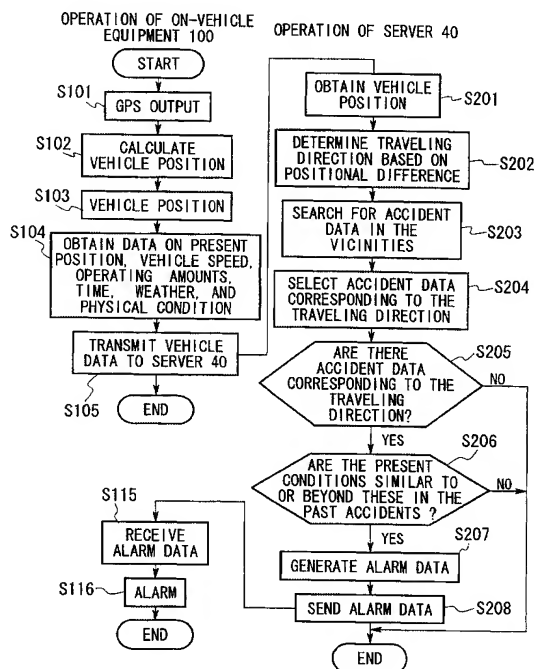 OPERATION OF ON-VEHICLE
EQUIPMENT 100
START
S101
GPS OUTPUT
S102
CALCULATE
VEHICLE POSITION
S103
VEHICLE POSITION
S104
OBTAIN DATA ON PRESENT
POSITION, VEHICLE SPEED,
OPERATING AMOUNTS,
TIME, WEATHER, AND
PHYSICAL CONDITION
TRANSMIT VEHICLE
DATA TO SERVER 40
S105
END
S115
RECEIVE
ALARM DATA
S116
ALARM
END
OPERATION OF SERVER 40
OBTAIN VEHICLE
POSITION
S201
DETERMINE TRAVELING
DIRECTION BASED ON
POSITIONAL DIFFERENCE
S202
SEARCH FOR ACCIDENT
DATA IN THE
VICINITIES
S203
S204
SELECT ACCIDENT DATA
CORRESPONDING TO THE
TRAVELING DIRECTION
S205
ARE THERE
ACCIDENT DATA
CORRESPONDING TO THE
TRAVELING
DIRECTION?
NO
YES
S206
ARE THE PRESENT
CONDITIONS SIMILAR TO
OR BEYOND THESE IN THE
PAST ACCIDENTS ?
NO
YES
S207
GENERATE ALARM DATA
SEND ALARM DATA
S208
END